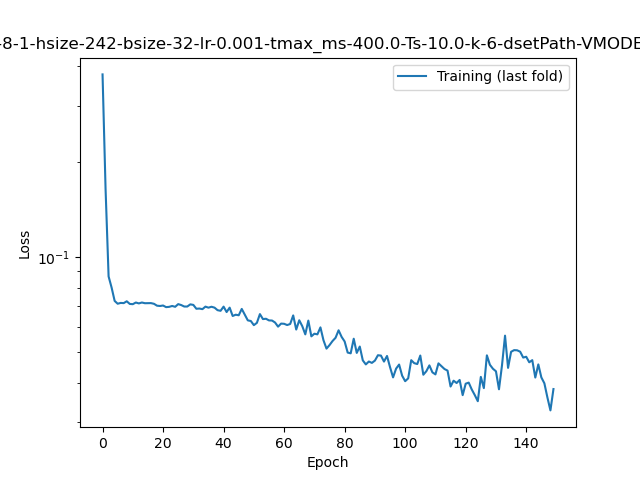 -8-1-hsize-242-bsize-32-lr-0.001-tmax_ms-400.0-Ts-10.0-k-6-dsetPath-VMODE
Training (last fold)
Loss
10⁻¹
0 20 40 60 80 100 120 140
Epoch